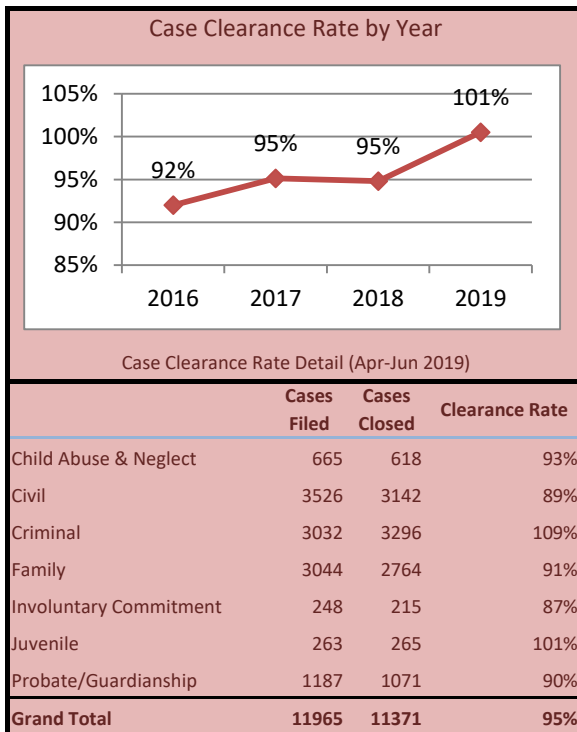 Case Clearance Rate by Year
105%
100%
95%
90%
85%
92%
95%
95%
101%
2016 2017 2018 2019
Case Clearance Rate Detail (Apr-Jun 2019)
Cases Filed Cases Closed Clearance Rate
Child Abuse & Neglect 665 618 93%
Civil 3526 3142 89%
Criminal 3032 3296 109%
Family 3044 2764 91%
Involuntary Commitment 248 215 87%
Juvenile 263 265 101%
Probate/Guardianship 1187 1071 90%
Grand Total 11965 11371 95%